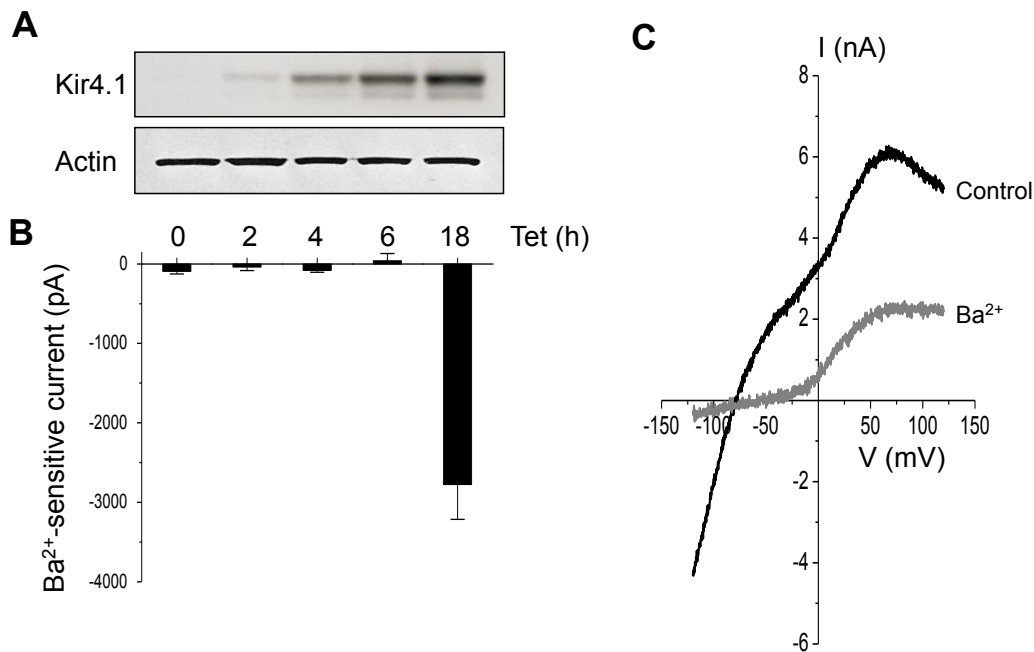 A
Kir4.1
Actin
B
0 2 4 6 18 Tet (h)
Ba²⁺-sensitive current (pA)
0
-1000
-2000
-3000
-4000
C
I (nA)
8
6
4
2
-2
-4
-6
-150 -100 -50 0 50 100 150
V (mV)
Control
Ba²⁺